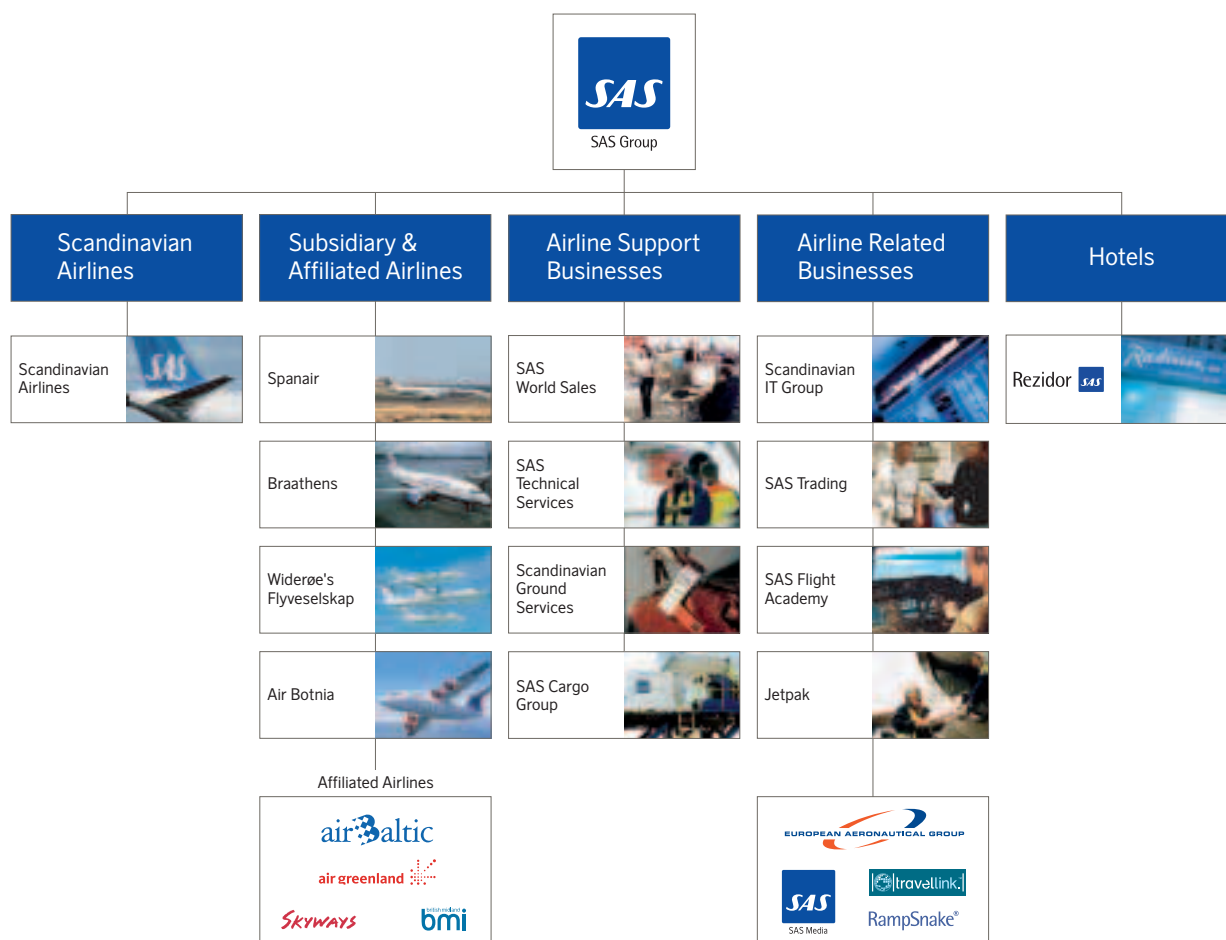 SAS
SAS Group
Scandinavian
Airlines
Subsidiary &
Affiliated Airlines
Airline Support
Businesses
Airline Related
Businesses
Hotels
Scandinavian
Airlines
SAS
Spanair
Braathens
Widerøe's
Flyveselskap
Air Botnia
Affiliated Airlines
airBaltic
air greenland
SKYWAYS
british midland
bmi
SAS
World Sales
SAS
Technical
Services
Scandinavian
Ground
Services
SAS Cargo
Group
Scandinavian
IT Group
SAS Trading
SAS Flight
Academy
Jetpak
EUROPEAN AERONAUTICAL GROUP
SAS
SAS Media
travellink.
RampSnake®
Rezidor SAS
Radisson